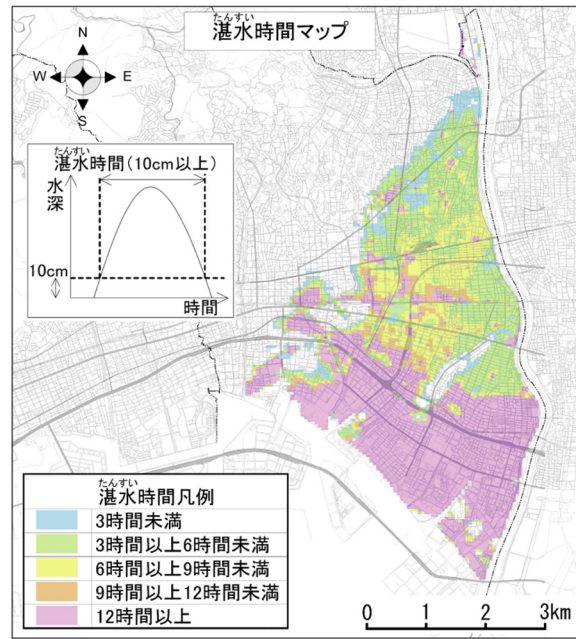 たんすい
湛水時間マップ
N
W E
S
たんすい
湛水時間(10cm以上)
水深
10cm
時間
たんすい
湛水時間凡例
3時間未満
3時間以上6時間未満
6時間以上9時間未満
9時間以上12時間未満
12時間以上
0 1 2 3km